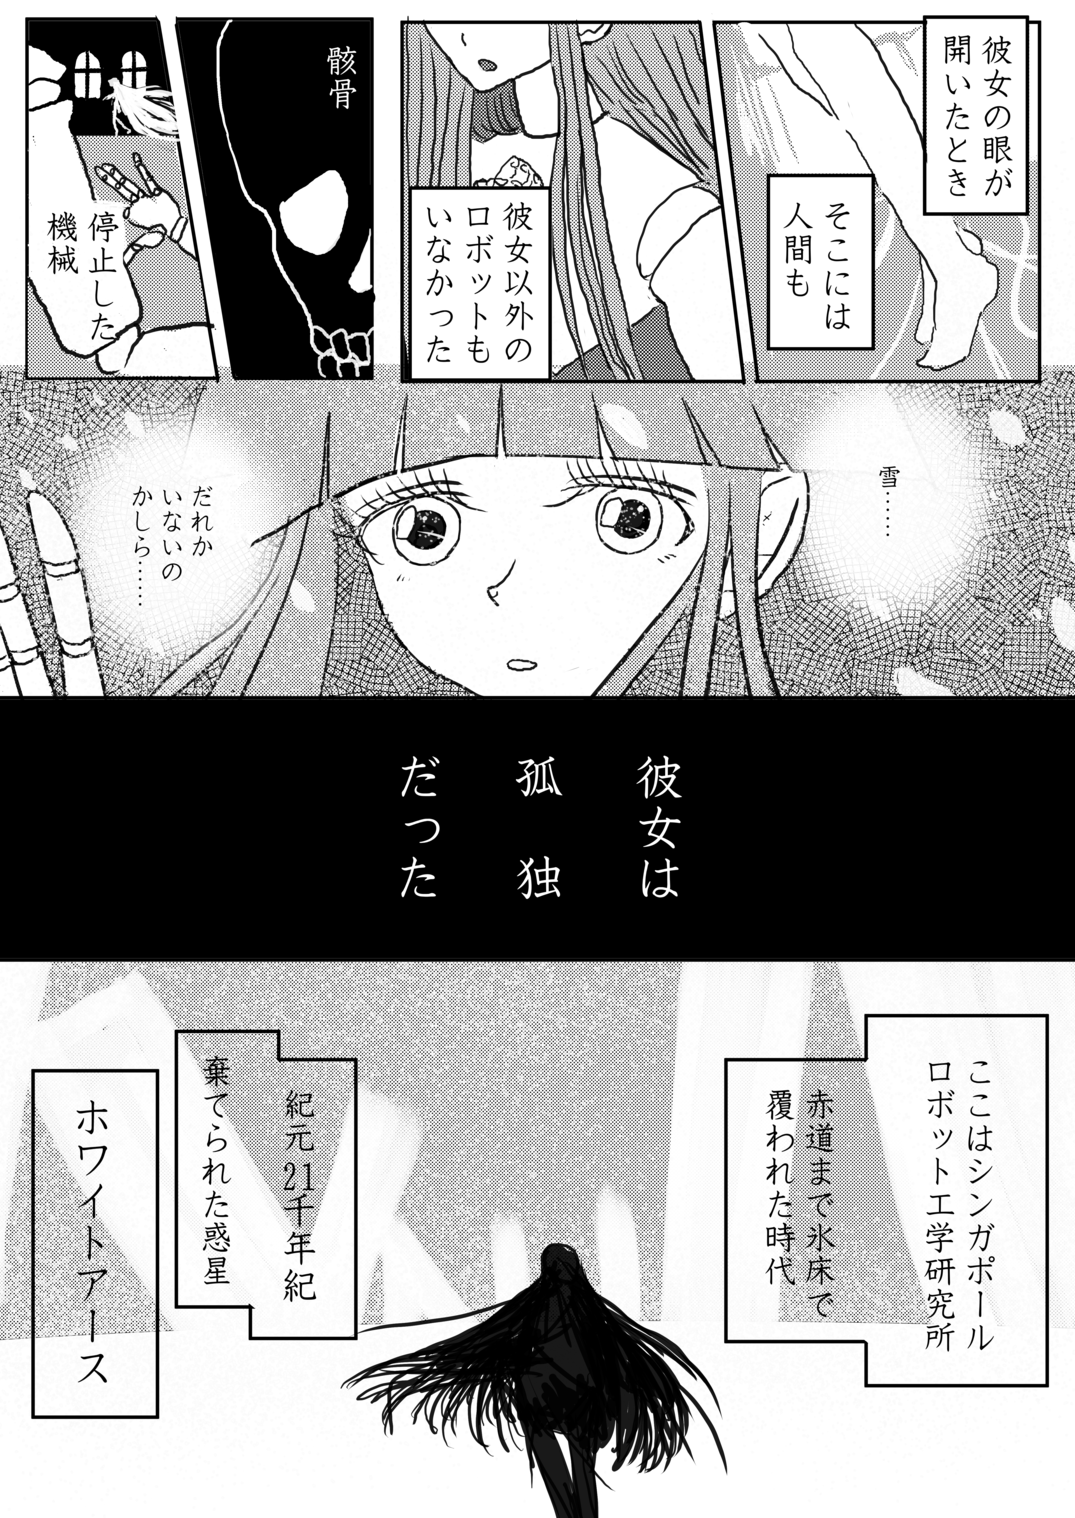 彼女の眼が
開いたとき
そこには
人間も
彼女以外の
ロボットも
いなかった
骸骨
停止した
機械
雪……
だれか
いないの
かしら……
彼女は
孤独
だった
ここはシンガポール
ロボット工学研究所
赤道まで氷床で
覆われた時代
紀元21千年紀
棄てられた惑星
ホワイトアース